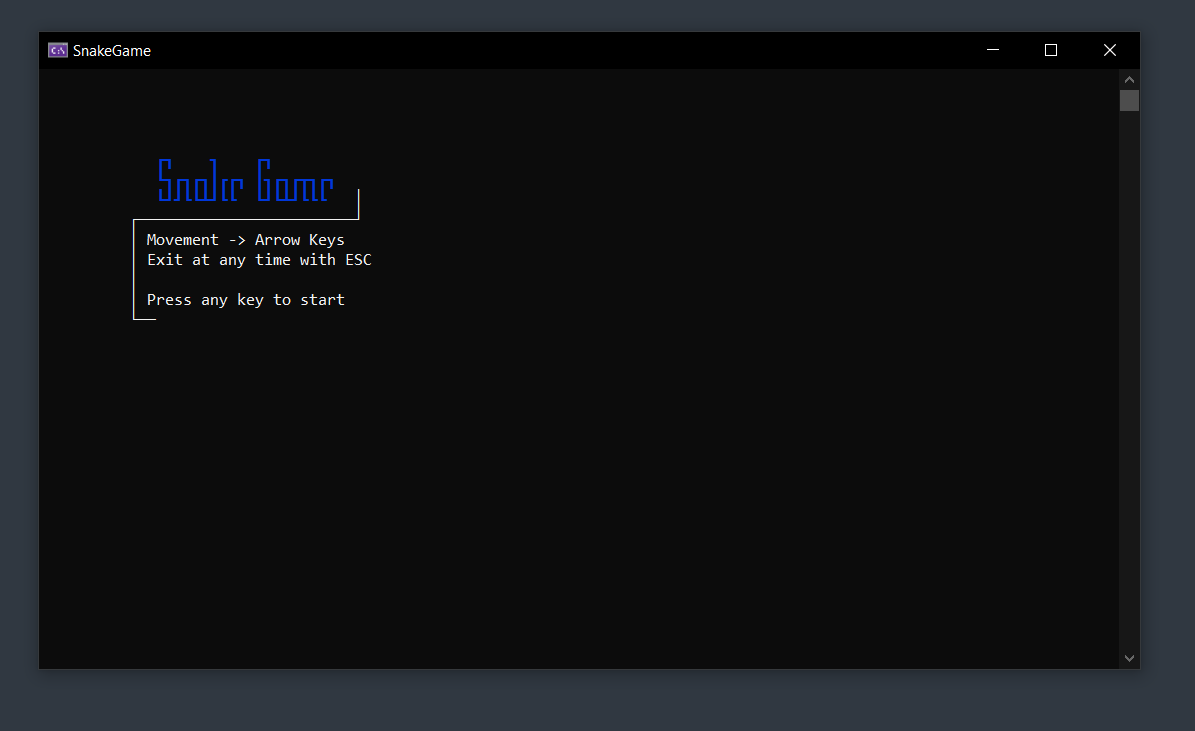 SnakeGame
Snake Game
Movement -> Arrow Keys
Exit at any time with ESC
Press any key to start